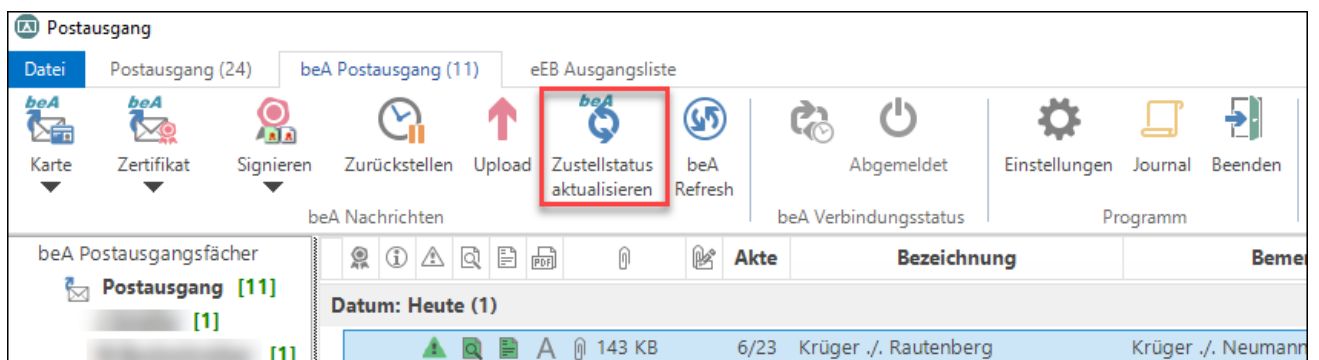 Postausgang
Datei Postausgang (24) beA Postausgang (11) eEB Ausgangsliste
beA beA beA
Karte Zertifikat Signieren Zurückstellen Upload Zustellstatus aktualisieren beA Refresh Abgemeldet Einstellungen Journal Beenden
beA Nachrichten beA Verbindungsstatus Programm
beA Postausgangsfächer PDF Akte Bezeichnung Bemer
Postausgang [11]
Datum: Heute (1)
[1]
A 143 KB 6/23 Krüger ./. Rautenberg Krüger ./. Neumann
[1]